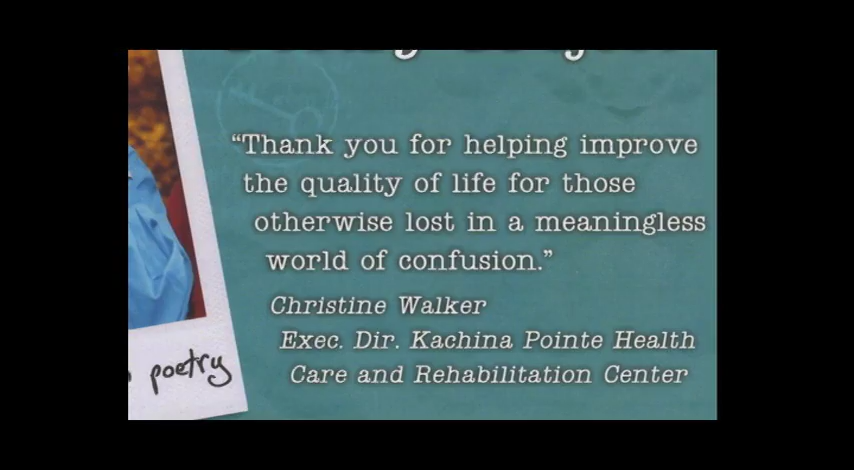 “Thank you for helping improve
the quality of life for those
otherwise lost in a meaningless
world of confusion.”
Christine Walker
Exec. Dir. Kachina Pointe Health
Care and Rehabilitation Center
poetry